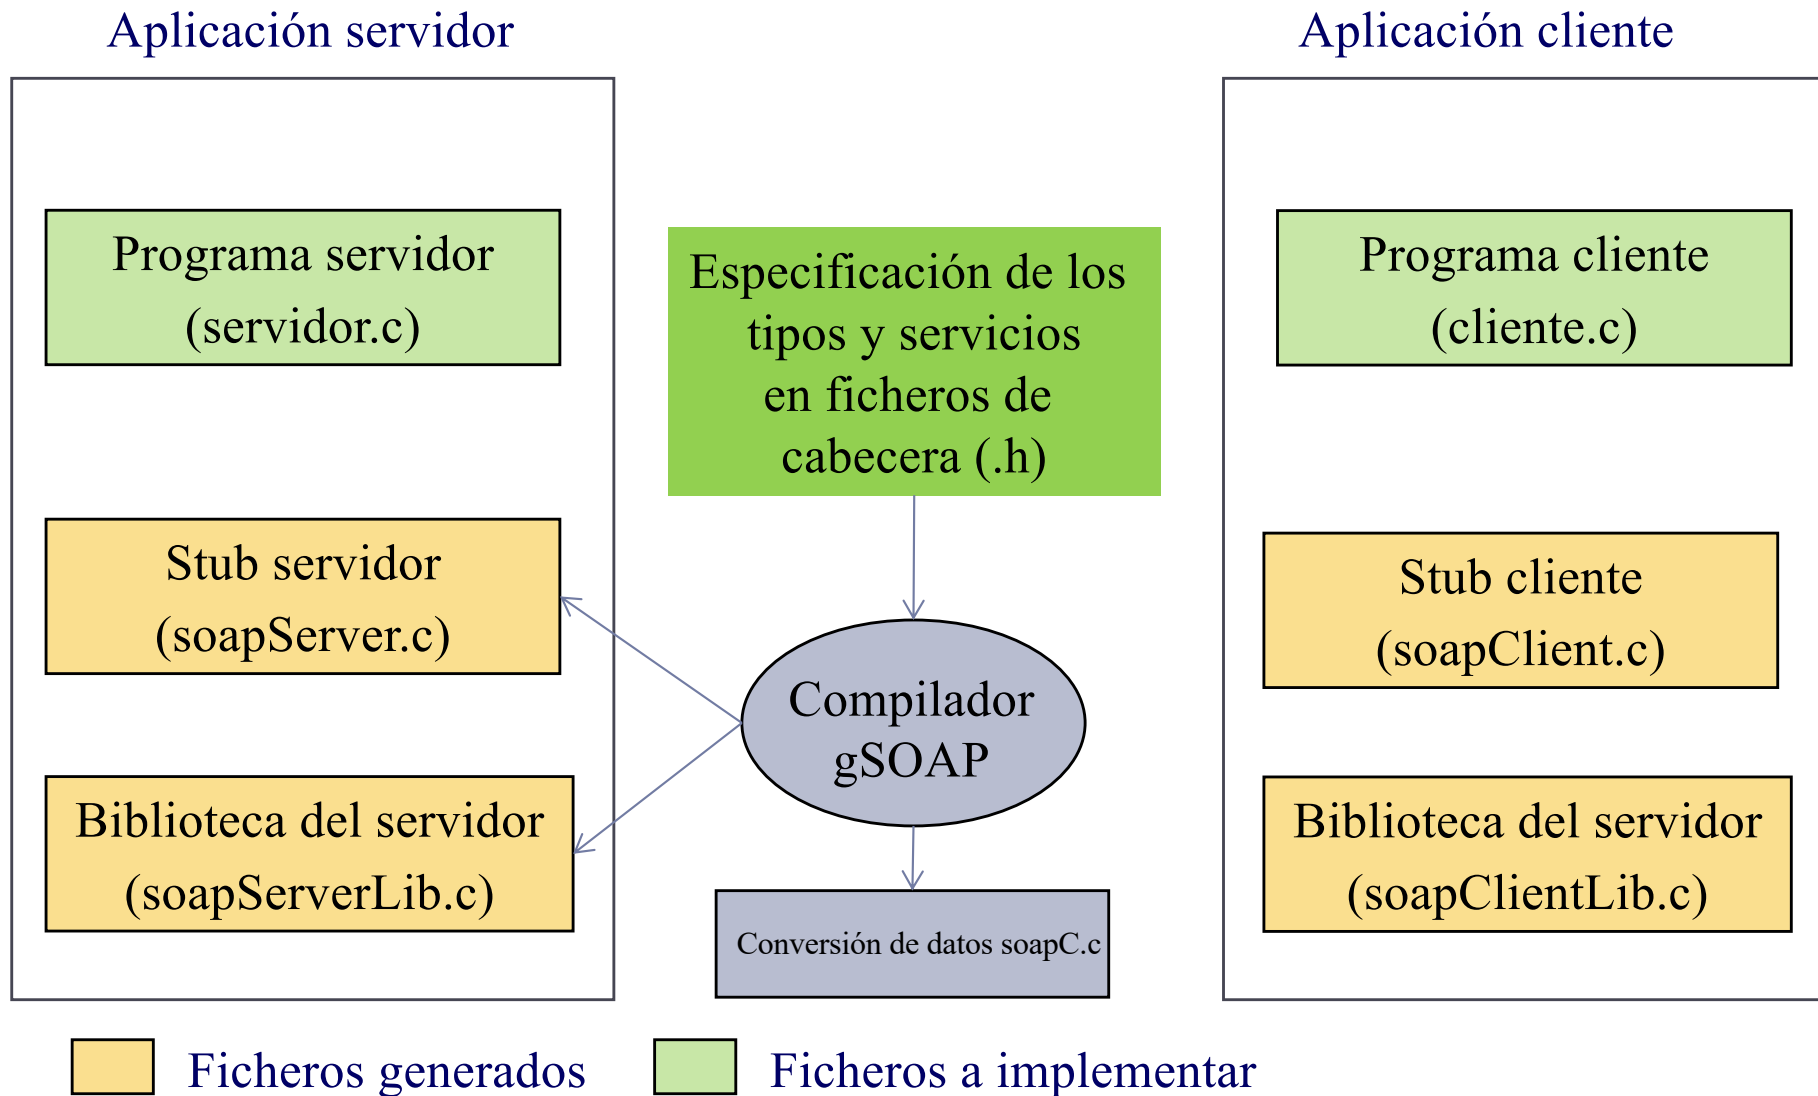 Aplicación servidor
Aplicación cliente
Programa servidor
(servidor.c)
Especificación de los
tipos y servicios
en ficheros de
cabecera (.h)
Programa cliente
(cliente.c)
Stub servidor
(soapServer.c)
Stub cliente
(soapClient.c)
Compilador
gSOAP
Biblioteca del servidor
(soapServerLib.c)
Biblioteca del servidor
(soapClientLib.c)
Conversión de datos soapC.c
Ficheros generados
Ficheros a implementar